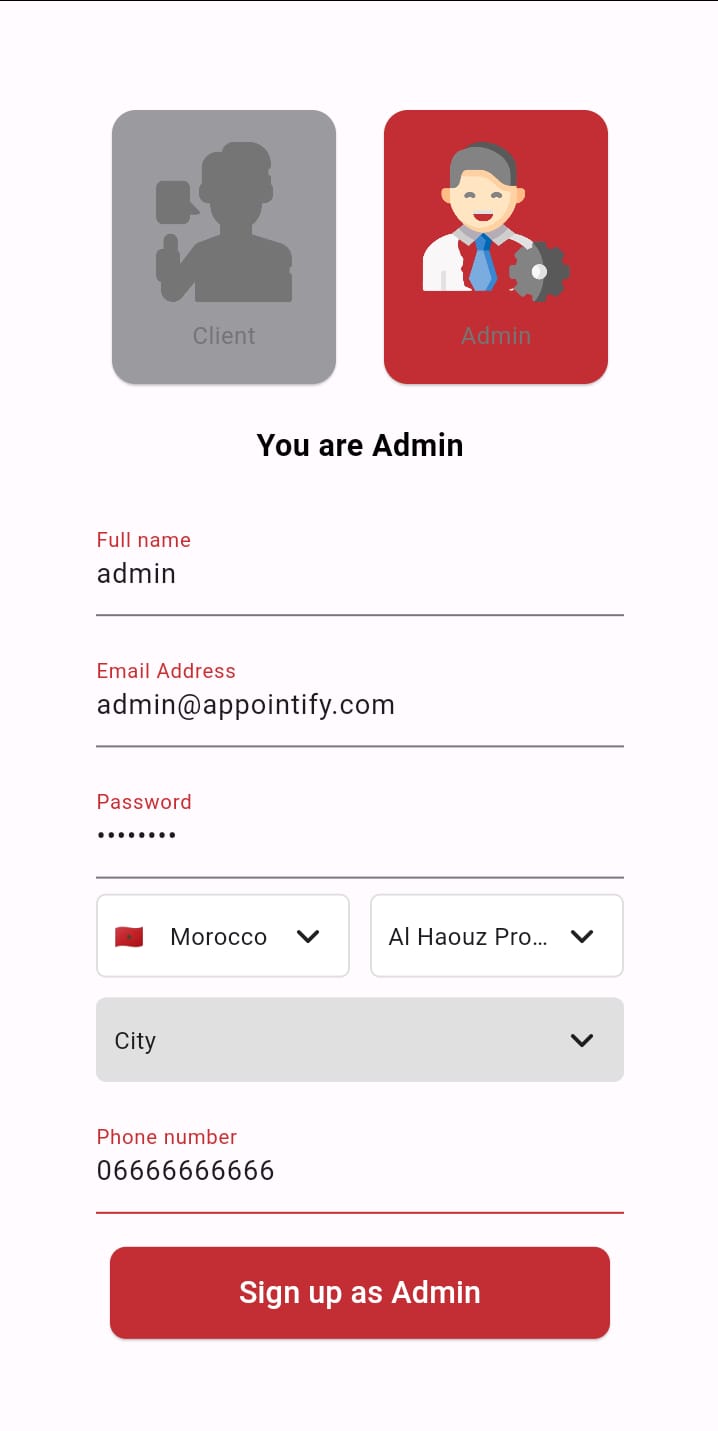 Client
Admin
You are Admin
Full name
admin
Email Address
admin@appointify.com
Password
••••••••
Morocco
Al Haouz Pro...
City
Phone number
06666666666
Sign up as Admin